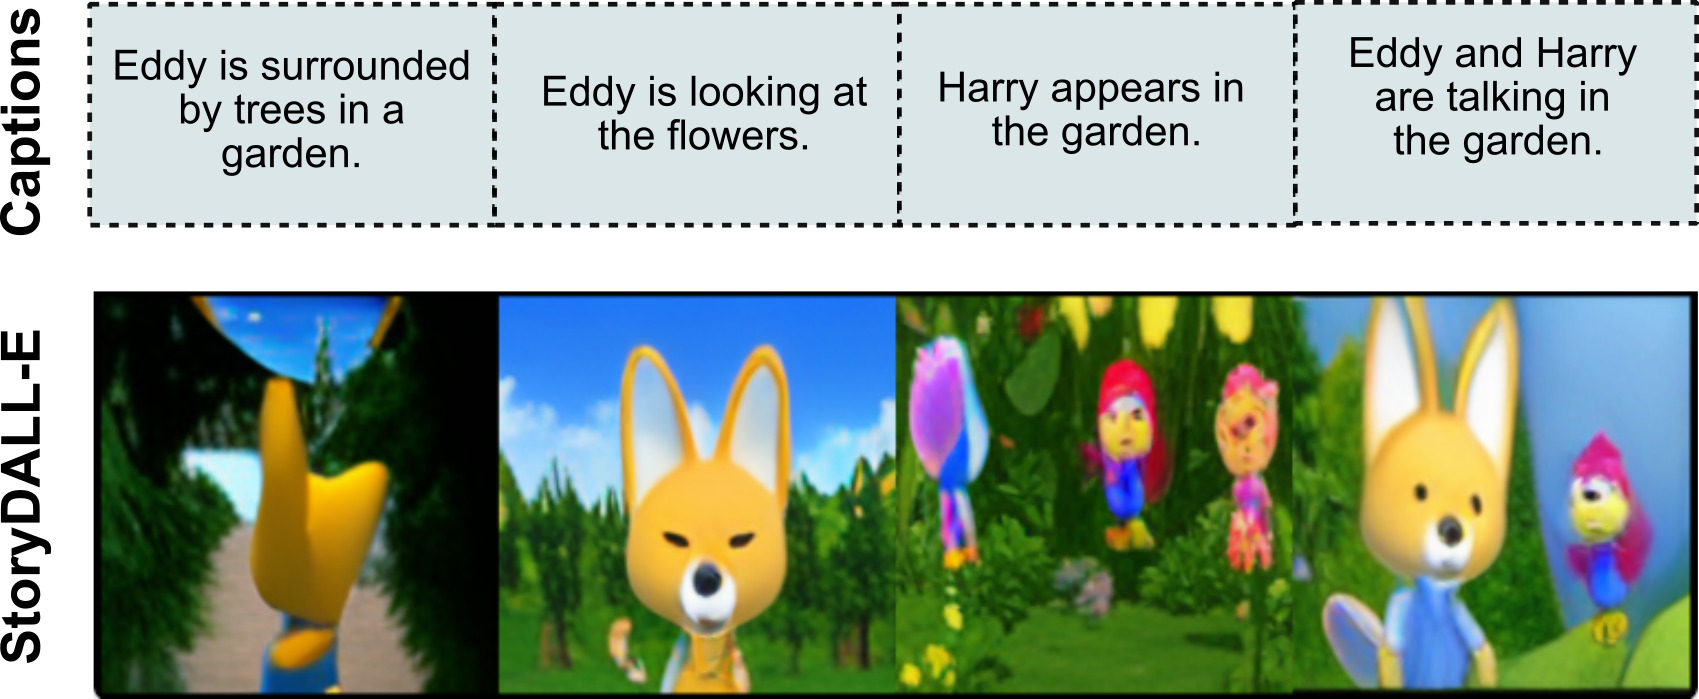 Captions
Eddy is surrounded
by trees in a
garden.
Eddy is looking at
the flowers.
Harry appears in
the garden.
Eddy and Harry
are talking in
the garden.
StoryDALL-E